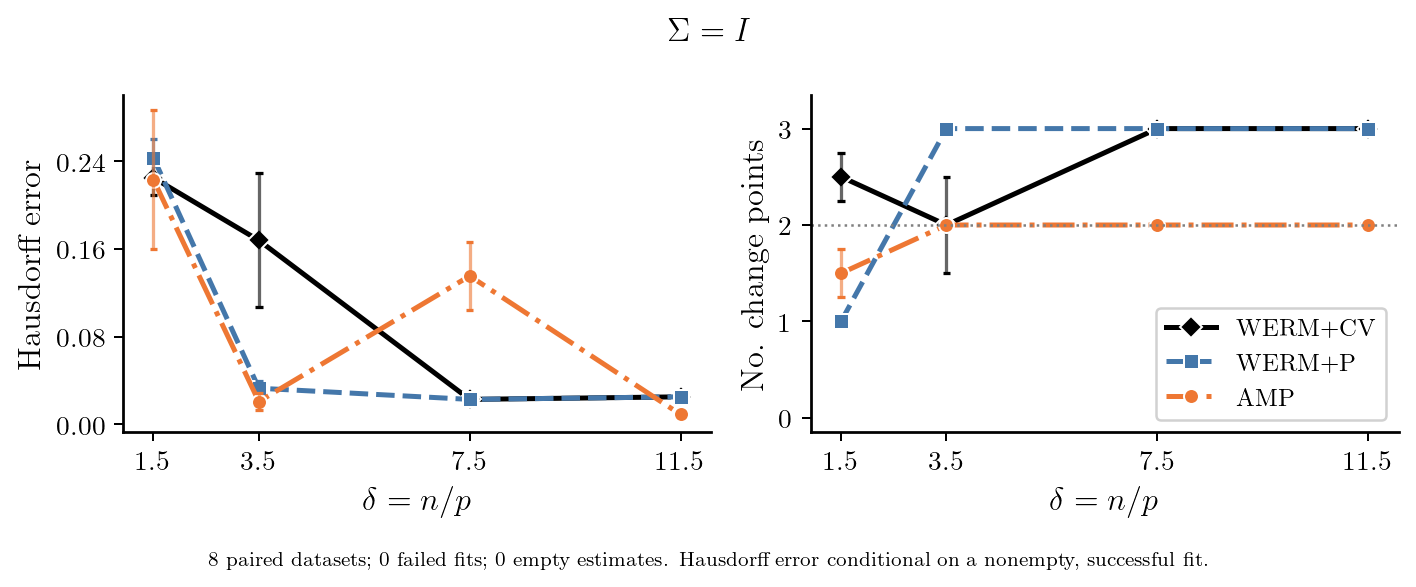 Σ = I
Hausdorff error
0.24
0.16
0.08
0.00
1.5
3.5
7.5
11.5
δ = n/p
No. change points
3
2
1
0
1.5
3.5
7.5
11.5
δ = n/p
WERM+CV
WERM+P
AMP
8 paired datasets; 0 failed fits; 0 empty estimates. Hausdorff error conditional on a nonempty, successful fit.